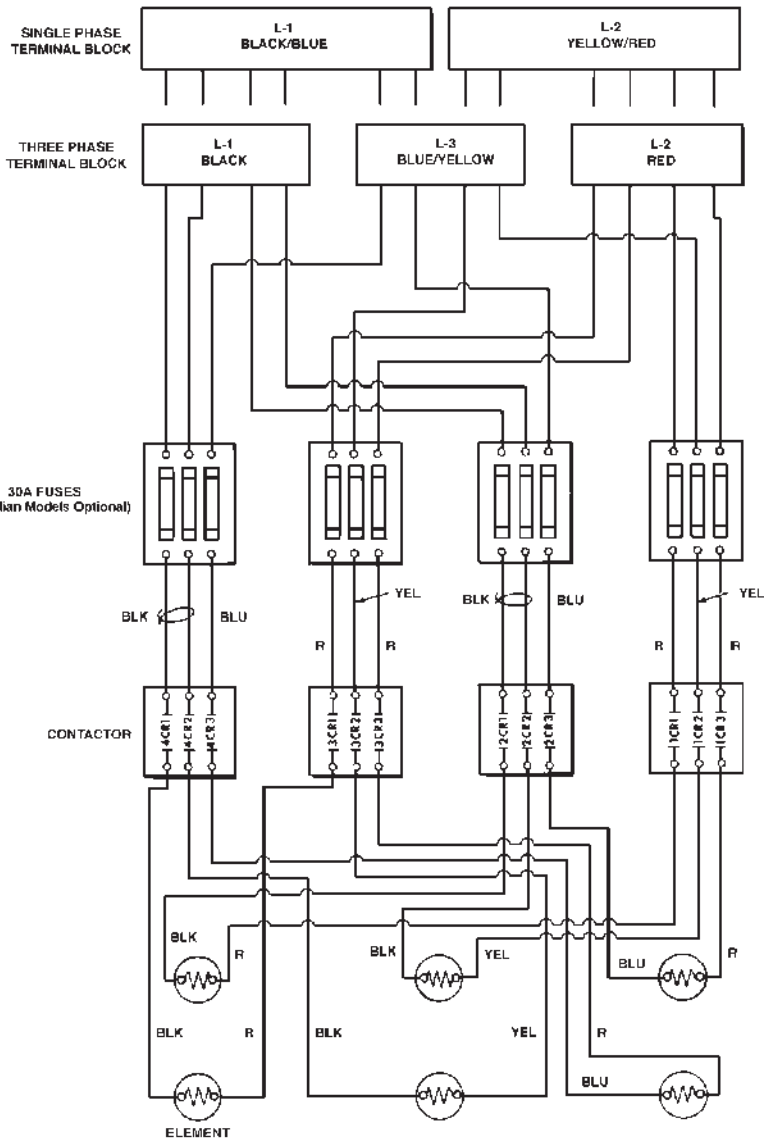 SINGLE PHASE
TERMINAL BLOCK
L-1
BLACK/BLUE
L-2
YELLOW/RED
THREE PHASE
TERMINAL BLOCK
L-1
BLACK
L-3
BLUE/YELLOW
L-2
RED
30A FUSES
lian Models Optional)
BLK
BLU
YEL
BLK
BLU
YEL
R
R
R
R
CONTACTOR
4CR1
4CR2
4CR3
3CR1
3CR2
3CR3
2CR1
2CR2
2CR3
1CR1
1CR2
1CR3
BLK
R
BLK
YEL
BLU
R
BLK
R
BLK
YEL
R
BLU
ELEMENT